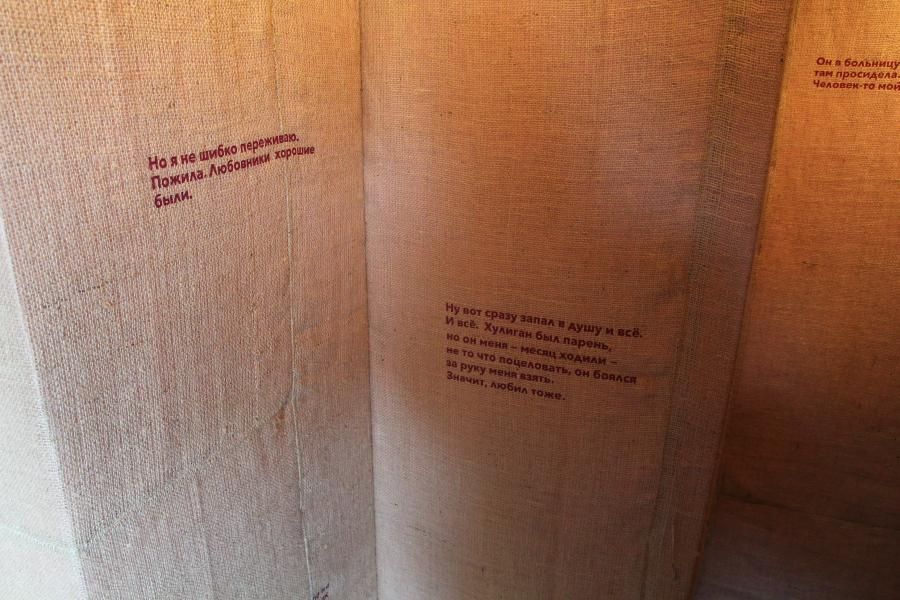 Но я не шибко переживаю.
Пожила. Любовники хорошие
были.
Ну вот сразу запал в душу и всё.
И всё. Хулиган был парень,
но он меня – месяц ходили –
не то что поцеловать, он боялся
за руку меня взять.
Значит, любил тоже.
Он в больницу
там просидела.
Человек-то мой